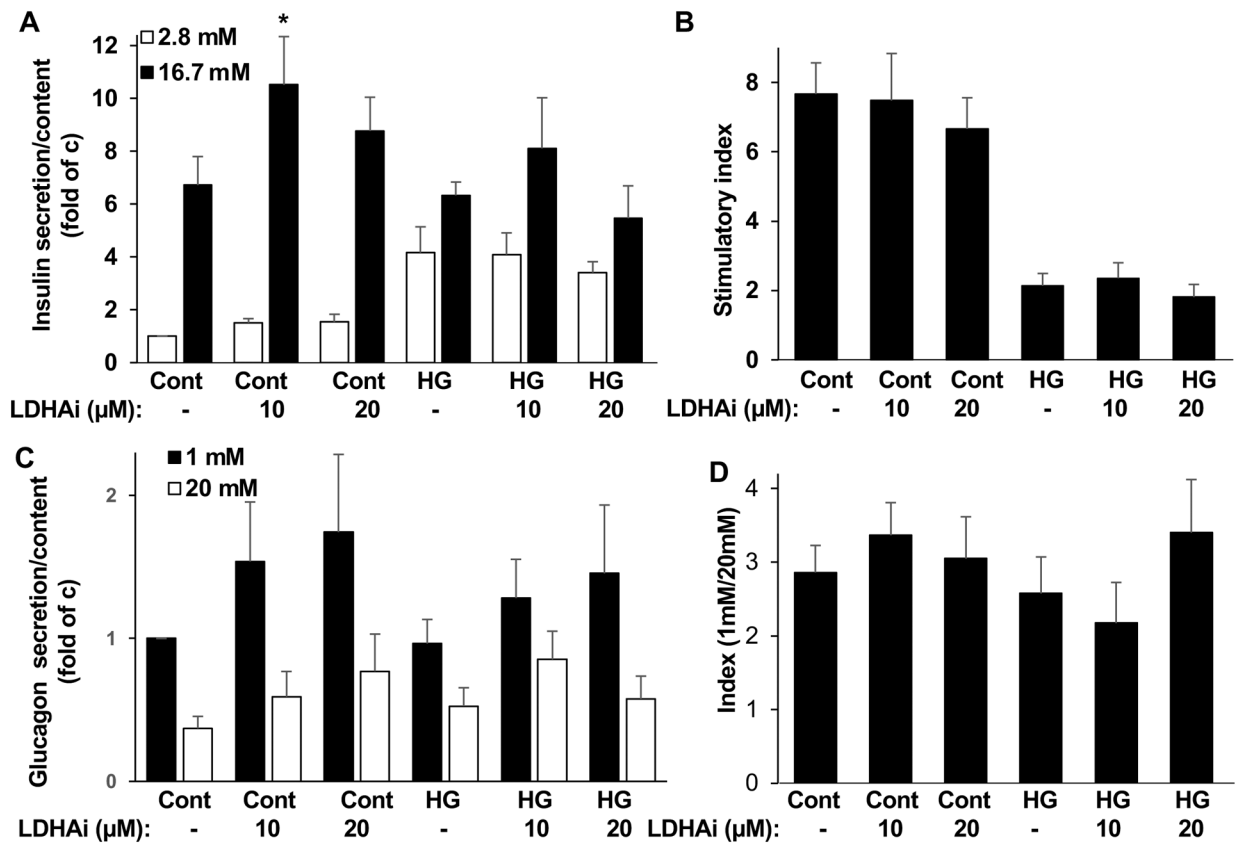 A
*
2.8 mM
16.7 mM
Insulin secretion/content
(fold of c)
12
10
8
6
4
2
0
Cont Cont Cont HG HG HG
LDHAi (µM): - 10 20 - 10 20
B
Stimulatory index
8
6
4
2
0
Cont Cont Cont HG HG HG
LDHAi (µM): - 10 20 - 10 20
C
1 mM
20 mM
Glucagon secretion/content
(fold of c)
2
1
0
Cont Cont Cont HG HG HG
LDHAi (µM): - 10 20 - 10 20
D
Index (1mM/20mM)
4
3
2
1
0
Cont Cont Cont HG HG HG
LDHAi (µM): - 10 20 - 10 20